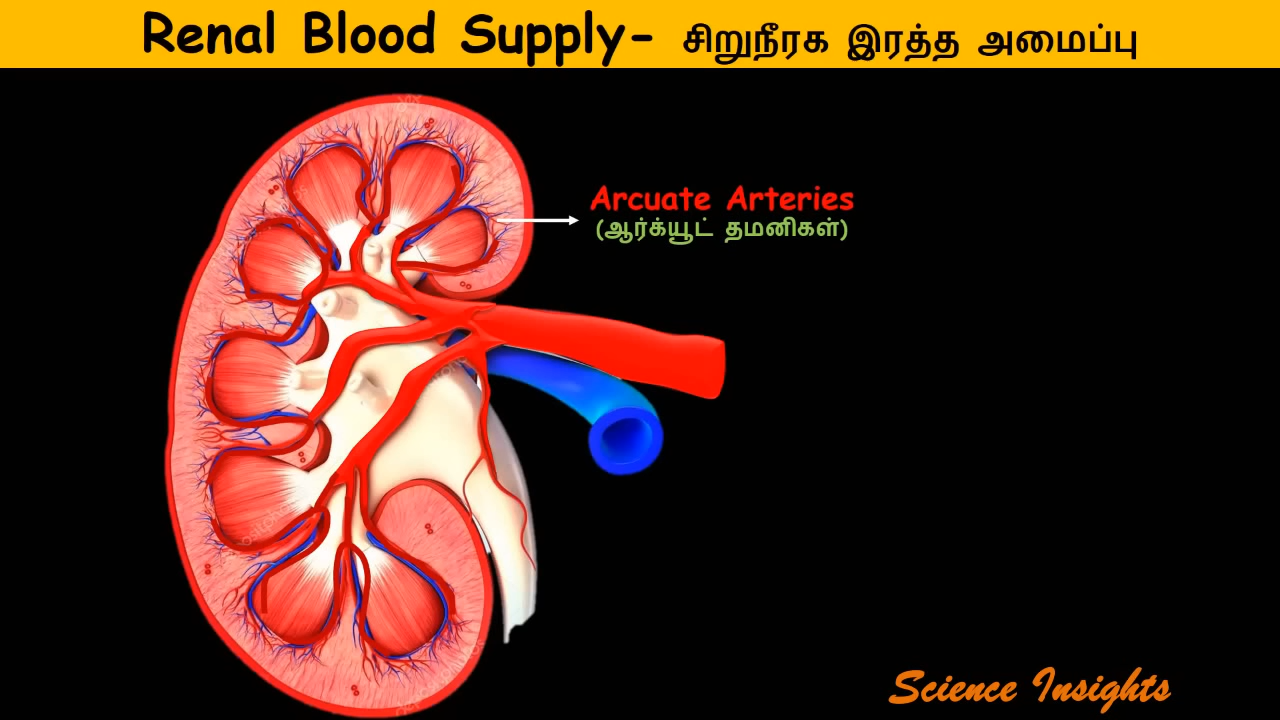 Renal Blood Supply- சிறுநீரக இரத்த அமைப்பு
Arcuate Arteries
(ஆர்க்யூட் தமனிகள்)
Science Insights